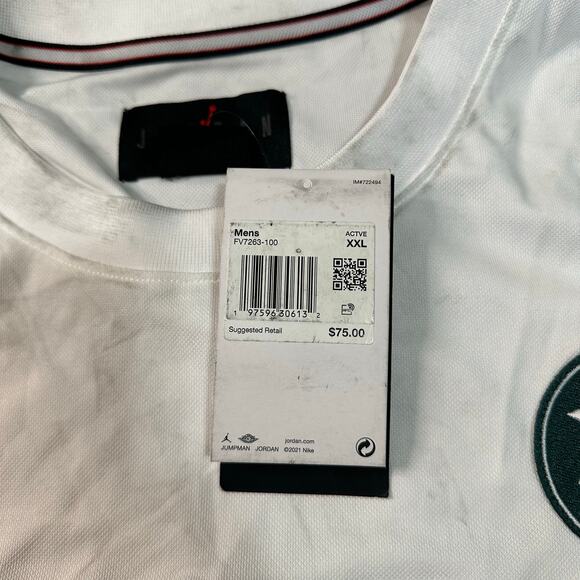 IM#722494
Mens
ACTVE
FV7263-100
XXL
1 97596 30613 2
Suggested Retail
$75.00
jordan.com
JUMPMAN JORDAN ©2021 Nike